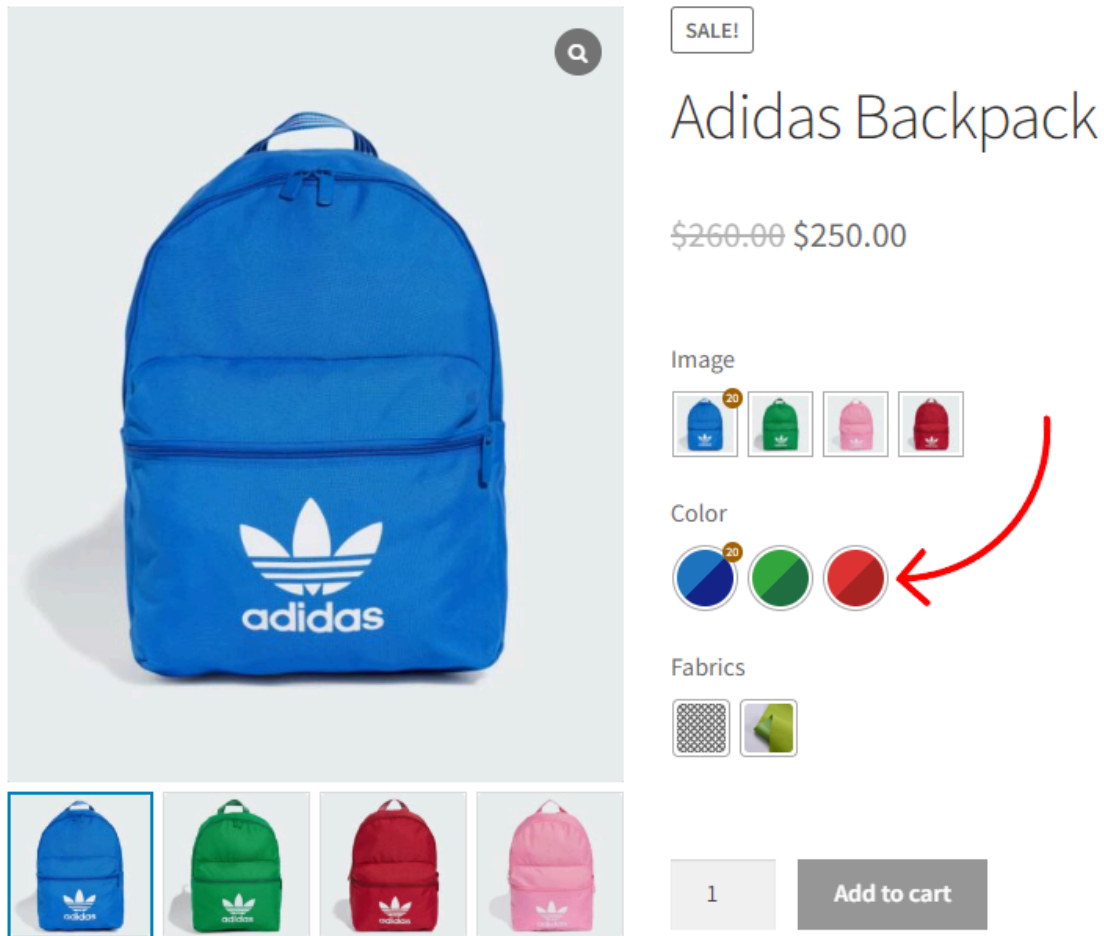 SALE!
Adidas Backpack
$260.00 $250.00
Image
20
Color
20
Fabrics
1
Add to cart
adidas
adidas
adidas
adidas
adidas